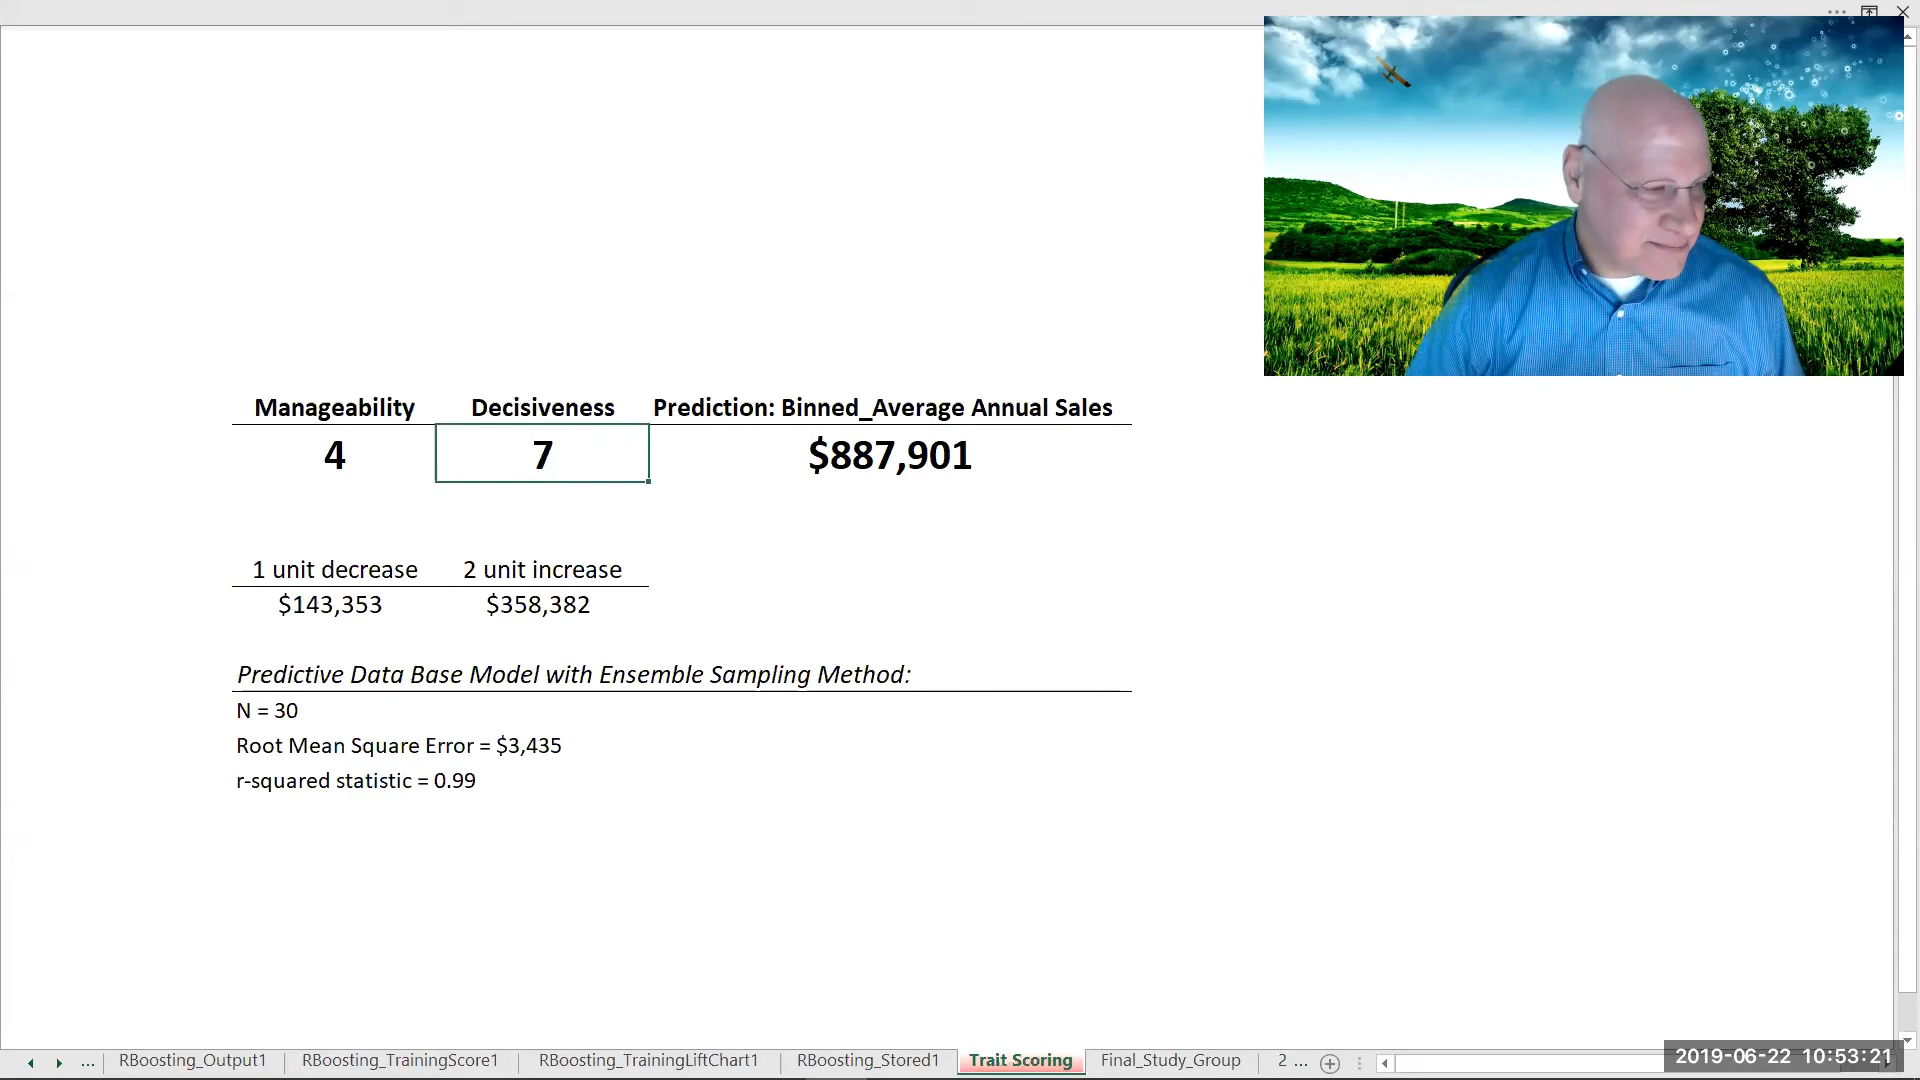 Manageability Decisiveness Prediction: Binned_Average Annual Sales
4 7 $887,901
1 unit decrease 2 unit increase
$143,353 $358,382
Predictive Data Base Model with Ensemble Sampling Method:
N = 30
Root Mean Square Error = $3,435
r-squared statistic = 0.99
... RBoosting_Output1 RBoosting_TrainingScore1 RBoosting_TrainingLiftChart1 RBoosting_Stored1 Trait Scoring Final_Study_Group 2 ...
2019-06-22 10:53:21